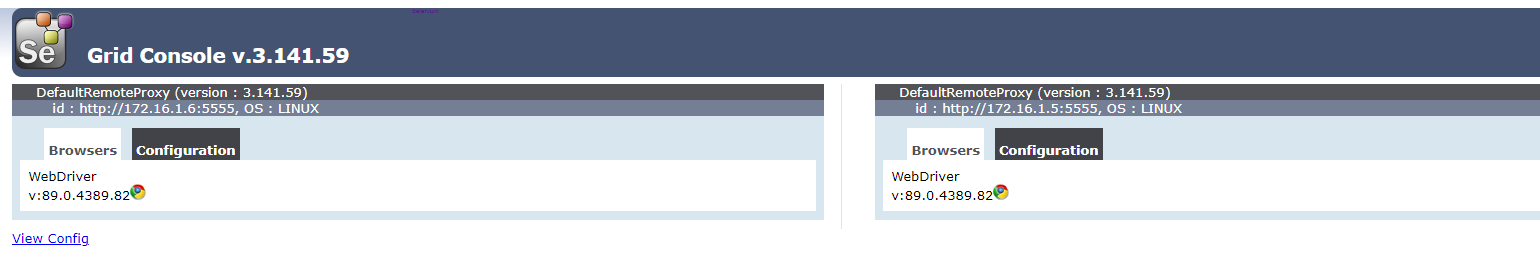 Se
Grid Console v.3.141.59
DefaultRemoteProxy (version : 3.141.59)
id : http://172.16.1.6:5555, OS : LINUX
Browsers Configuration
WebDriver
v:89.0.4389.82
DefaultRemoteProxy (version : 3.141.59)
id : http://172.16.1.5:5555, OS : LINUX
Browsers Configuration
WebDriver
v:89.0.4389.82
View Config